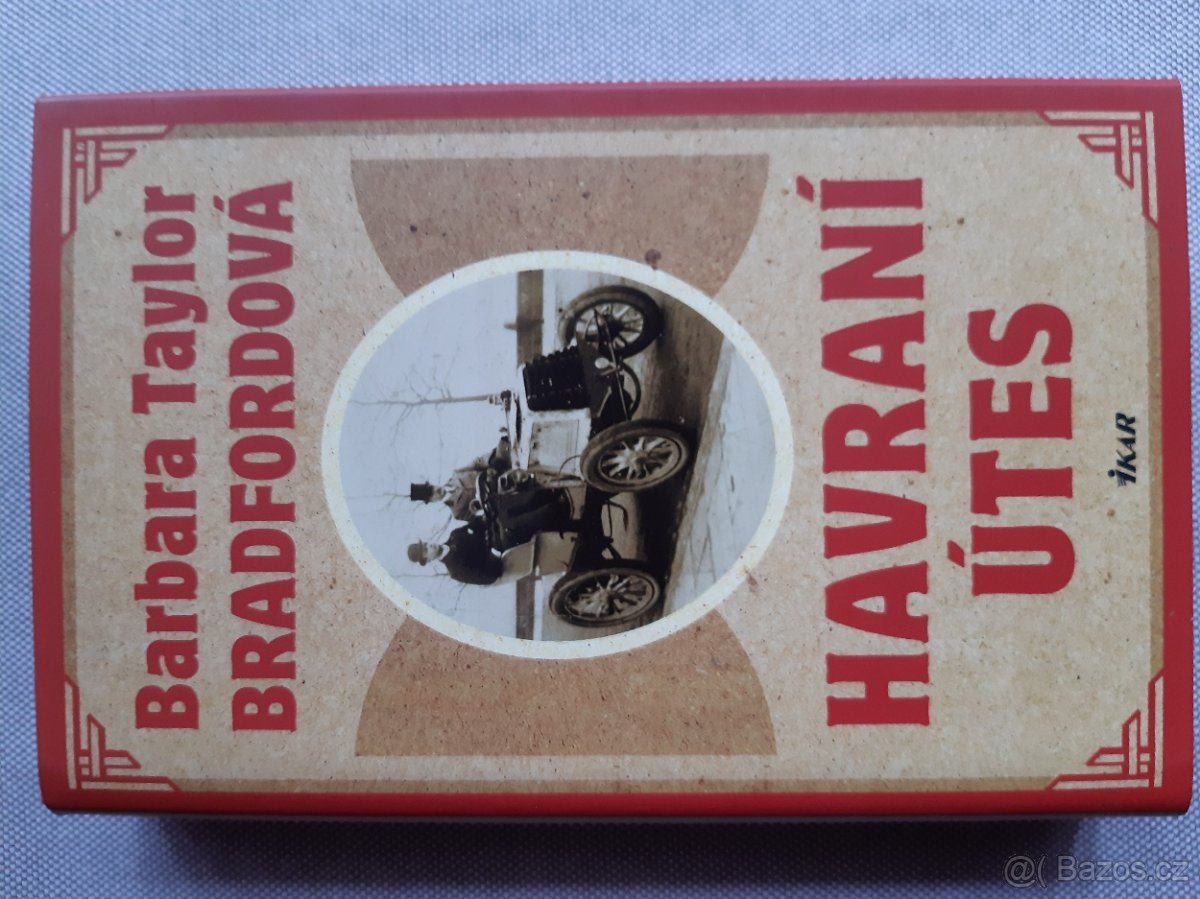 Barbara Taylor
BRADFORDOVÁ
HAVRANÍ
ÚTES
IKAR
@( Bazos.cz